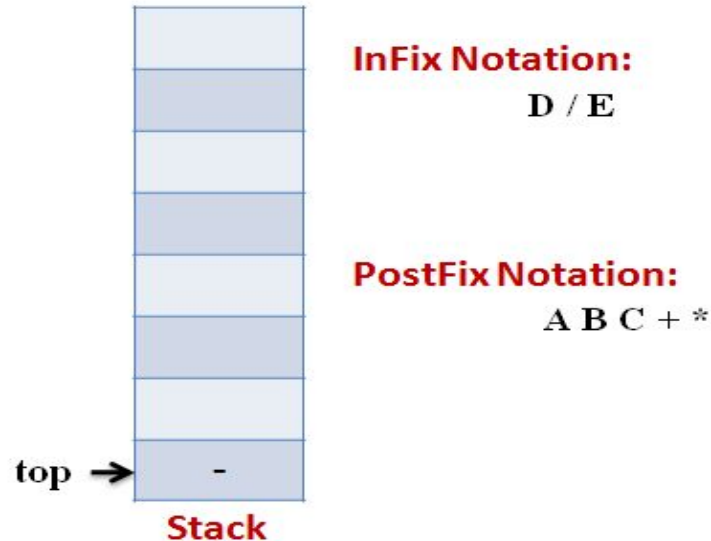 InFix Notation:
D / E
PostFix Notation:
A B C + *
top
-
Stack